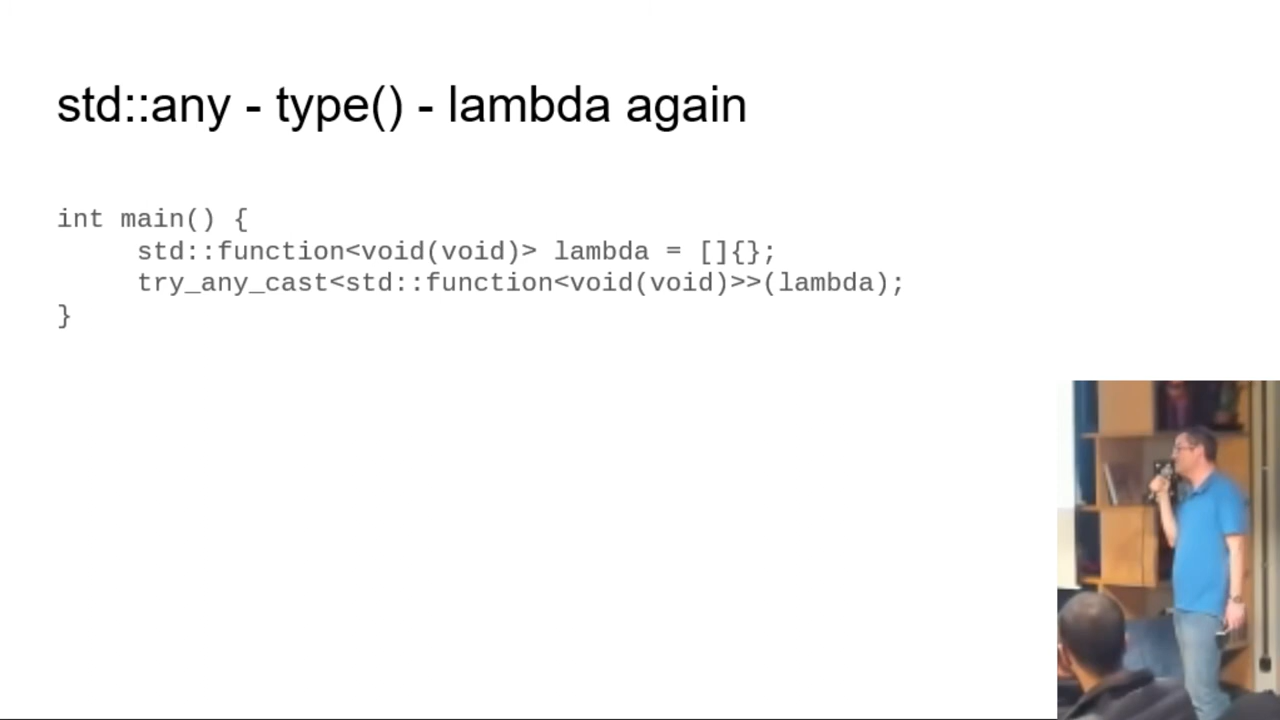 std::any - type() - lambda again
int main() {
     std::function<void(void)> lambda = []{};
     try_any_cast<std::function<void(void)>>(lambda);
}